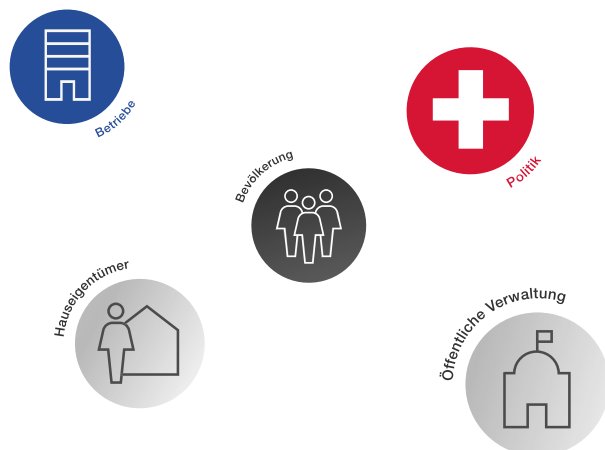 Betriebe
Politik
Bevölkerung
Hauseigentümer
Öffentliche Verwaltung